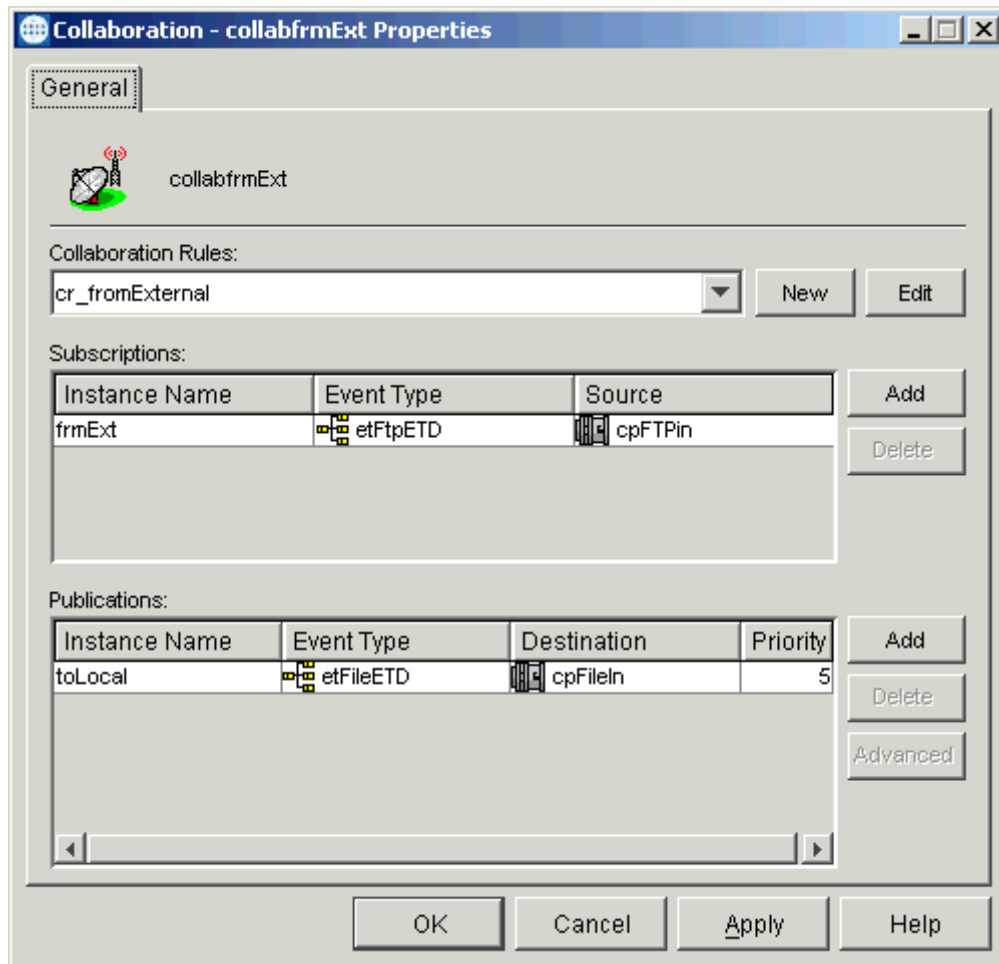 Collaboration - collabfrmExt Properties
General
collabfrmExt
Collaboration Rules:
cr_fromExternal New Edit
Subscriptions:
Instance Name Event Type Source Add
frmExt etFtpETD cpFTPin
Delete
Publications:
Instance Name Event Type Destination Priority Add
toLocal etFileETD cpFileIn 5
Delete
Advanced
OK Cancel Apply Help